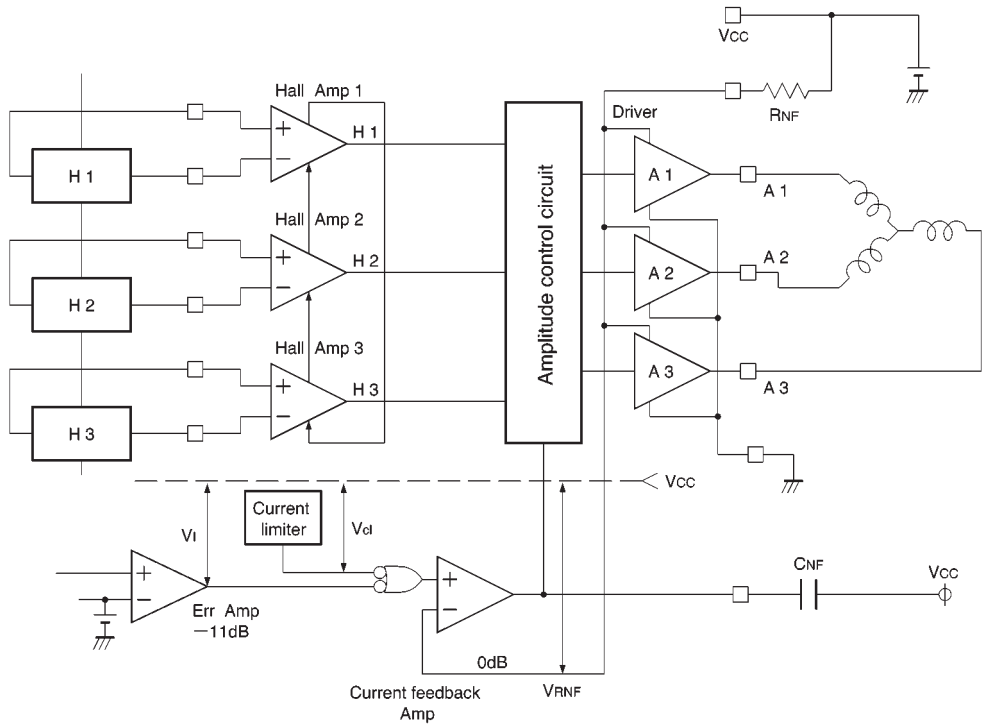 VCC
RNF
Hall Amp 1
Driver
+
−
H 1
H 1
A 1
A 1
Amplitude control circuit
Hall Amp 2
+
−
H 2
H 2
A 2
A 2
Hall Amp 3
+
−
H 3
H 3
A 3
A 3
VCC
Current
limiter
VI
Vcl
+
−
Err Amp
−11dB
+
−
0dB
VRNF
CNF
VCC
Current feedback
Amp